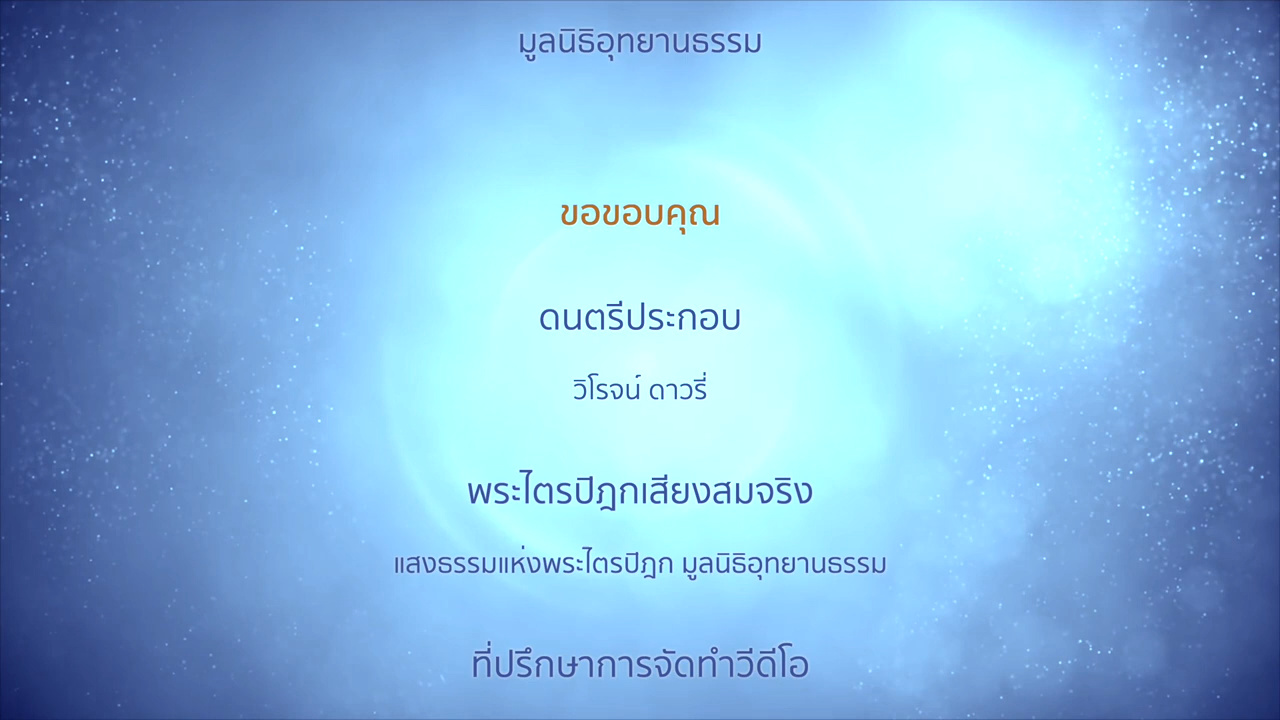 มูลนิธิอุทยานธรรม
ขอขอบคุณ
ดนตรีประกอบ
วิโรจน์ ดาวรี่
พระไตรปิฎกเสียงสมจริง
แสงธรรมแห่งพระไตรปิฎก มูลนิธิอุทยานธรรม
ที่ปรึกษาการจัดทำวีดีโอ